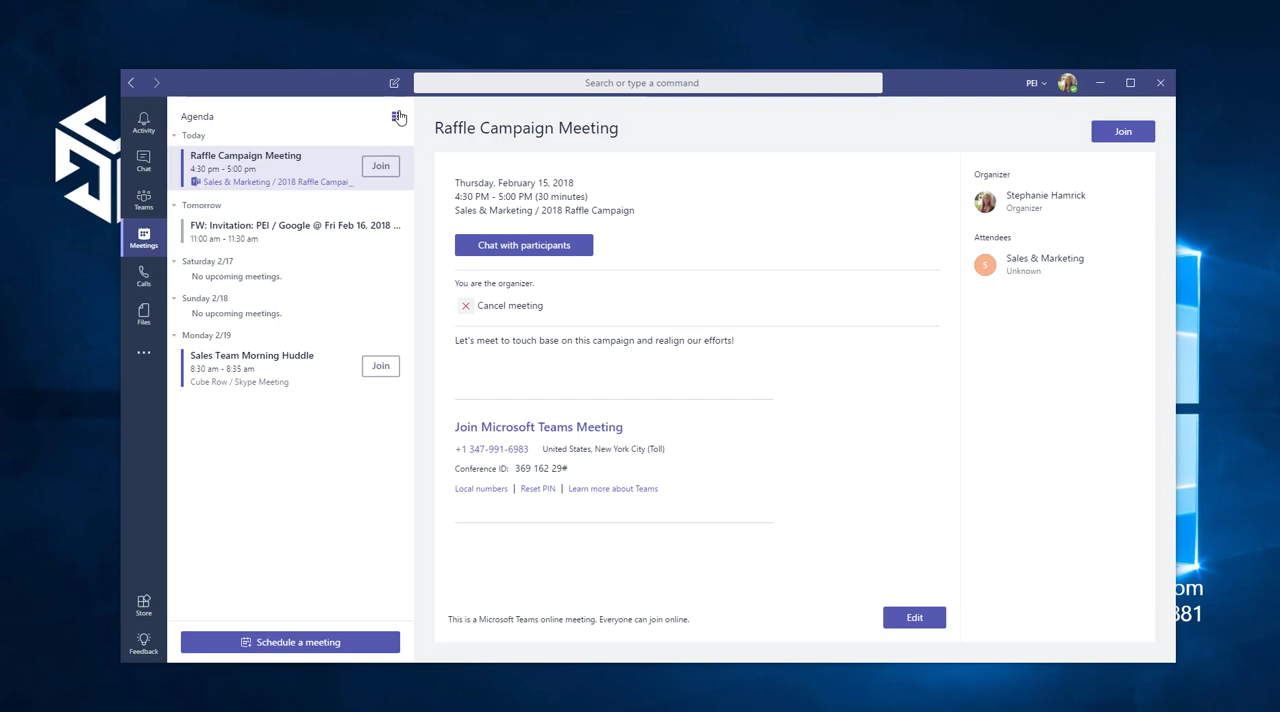 Search or type a command
PEI
Activity
Chat
Teams
Meetings
Calls
Files
Store
Feedback
Agenda
Today
Raffle Campaign Meeting
4:30 pm - 5:00 pm
Sales & Marketing / 2018 Raffle Campai...
Join
Tomorrow
FW: Invitation: PEI / Google @ Fri Feb 16, 2018 ...
11:00 am - 11:30 am
Saturday 2/17
No upcoming meetings.
Sunday 2/18
No upcoming meetings.
Monday 2/19
Sales Team Morning Huddle
8:30 am - 8:35 am
Cube Row / Skype Meeting
Join
Schedule a meeting
Raffle Campaign Meeting
Join
Thursday, February 15, 2018
4:30 PM - 5:00 PM (30 minutes)
Sales & Marketing / 2018 Raffle Campaign
Chat with participants
You are the organizer.
Cancel meeting
Let's meet to touch base on this campaign and realign our efforts!
Join Microsoft Teams Meeting
+1 347-991-6983 United States, New York City (Toll)
Conference ID: 369 162 29#
Local numbers | Reset PIN | Learn more about Teams
This is a Microsoft Teams online meeting. Everyone can join online.
Edit
Organizer
Stephanie Hamrick
Organizer
Attendees
S
Sales & Marketing
Unknown
om
881